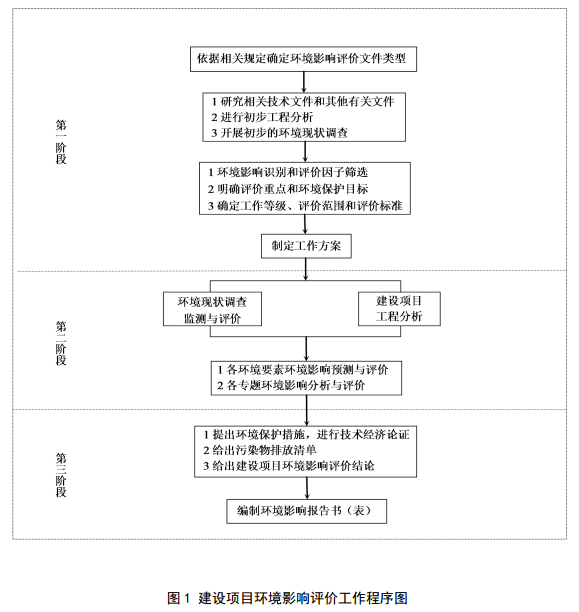 依据相关规定确定环境影响评价文件类型
1 研究相关技术文件和其他有关文件
2 进行初步工程分析
3 开展初步的环境现状调查
第一阶段
1 环境影响识别和评价因子筛选
2 明确评价重点和环境保护目标
3 确定工作等级、评价范围和评价标准
制定工作方案
第二阶段
环境现状调查
监测与评价
建设项目
工程分析
1 各环境要素环境影响预测与评价
2 各专题环境影响分析与评价
第三阶段
1 提出环境保护措施，进行技术经济论证
2 给出污染物排放清单
3 给出建设项目环境影响评价结论
编制环境影响报告书（表）
图 1 建设项目环境影响评价工作程序图